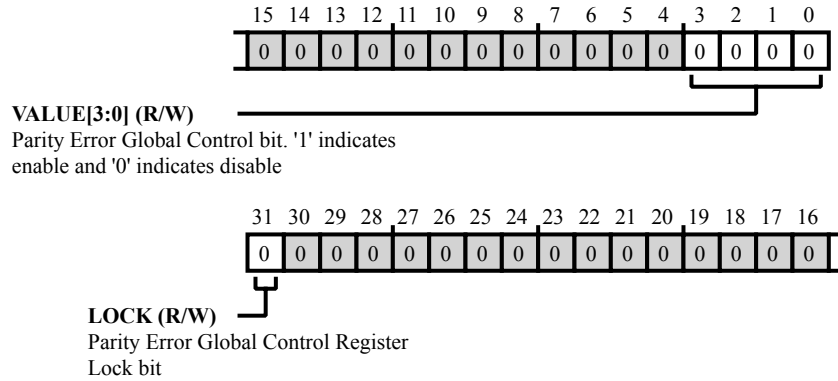 15 14 13 12 11 10 9 8 7 6 5 4 3 2 1 0
0 0 0 0 0 0 0 0 0 0 0 0 0 0 0 0
VALUE[3:0] (R/W)
Parity Error Global Control bit. '1' indicates
enable and '0' indicates disable
31 30 29 28 27 26 25 24 23 22 21 20 19 18 17 16
0 0 0 0 0 0 0 0 0 0 0 0 0 0 0 0
LOCK (R/W)
Parity Error Global Control Register
Lock bit